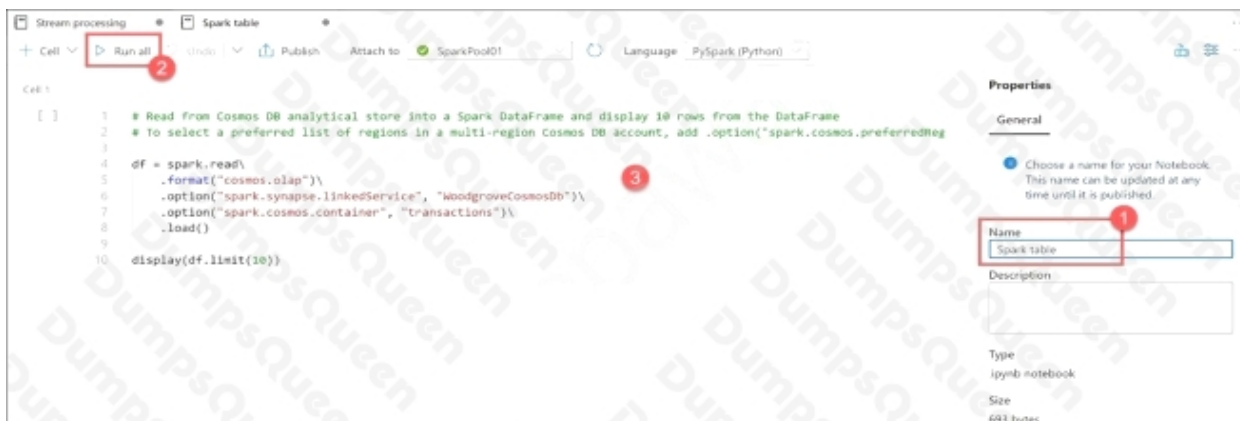 Stream processing
Spark table
+ Cell
Run all
Undo
Publish
Attach to
SparkPool01
Language
PySpark (Python)
2
Cell 1
[ ]
1 # Read from Cosmos DB analytical store into a Spark DataFrame and display 10 rows from the DataFrame
2 # To select a preferred list of regions in a multi-region Cosmos DB account, add .option("spark.cosmos.preferredReg
3
4 df = spark.read\
5 .format("cosmos.olap")\
6 .option("spark.synapse.linkedService", "WoodgroveCosmosDb")\
7 .option("spark.cosmos.container", "transactions")\
8 .load()
9
10 display(df.limit(10))
3
Properties
General
Choose a name for your Notebook.
This name can be updated at any
time until it is published.
1
Name
Spark table
Description
Type
.ipynb notebook
Size
693 bytes
DumpsQueen